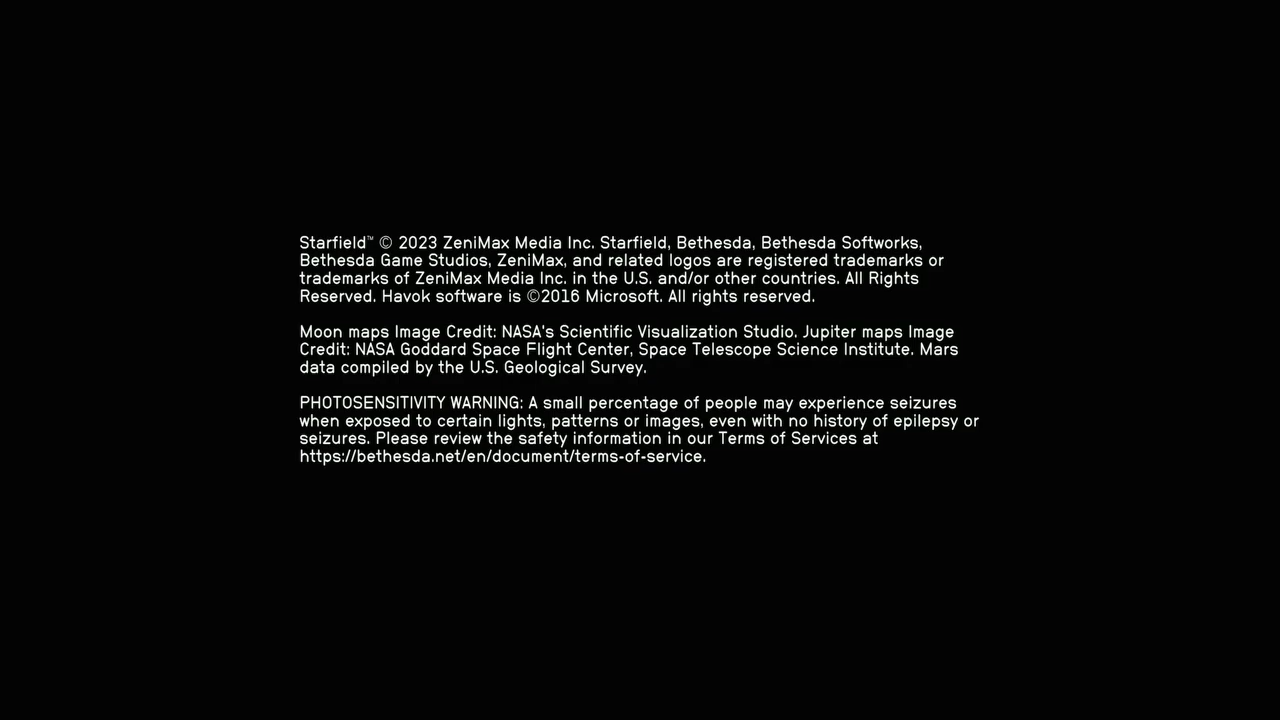 Starfield™ © 2023 ZeniMax Media Inc. Starfield, Bethesda, Bethesda Softworks,
Bethesda Game Studios, ZeniMax, and related logos are registered trademarks or
trademarks of ZeniMax Media Inc. in the U.S. and/or other countries. All Rights
Reserved. Havok software is ©2016 Microsoft. All rights reserved.
Moon maps Image Credit: NASA's Scientific Visualization Studio. Jupiter maps Image
Credit: NASA Goddard Space Flight Center, Space Telescope Science Institute. Mars
data compiled by the U.S. Geological Survey.
PHOTOSENSITIVITY WARNING: A small percentage of people may experience seizures
when exposed to certain lights, patterns or images, even with no history of epilepsy or
seizures. Please review the safety information in our Terms of Services at
https://bethesda.net/en/document/terms-of-service.